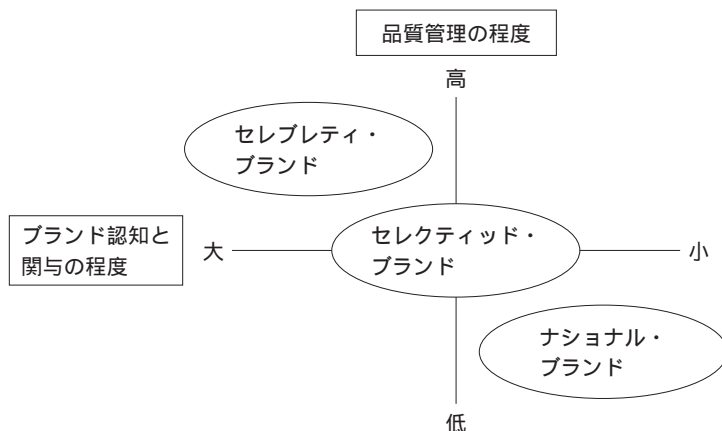 品質管理の程度
高
セレブレティ・
ブランド
ブランド認知と
関与の程度
大
セレクティッド・
ブランド
小
ナショナル・
ブランド
低